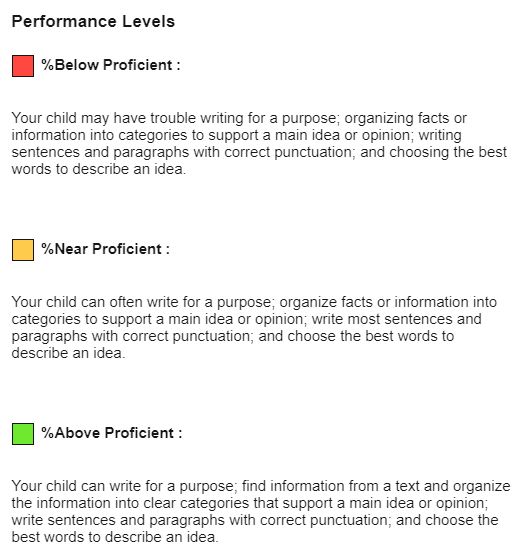 Performance Levels
%Below Proficient :
Your child may have trouble writing for a purpose; organizing facts or
information into categories to support a main idea or opinion; writing
sentences and paragraphs with correct punctuation; and choosing the best
words to describe an idea.
%Near Proficient :
Your child can often write for a purpose; organize facts or information into
categories to support a main idea or opinion; write most sentences and
paragraphs with correct punctuation; and choose the best words to
describe an idea.
%Above Proficient :
Your child can write for a purpose; find information from a text and organize
the information into clear categories that support a main idea or opinion;
write sentences and paragraphs with correct punctuation; and choose the
best words to describe an idea.